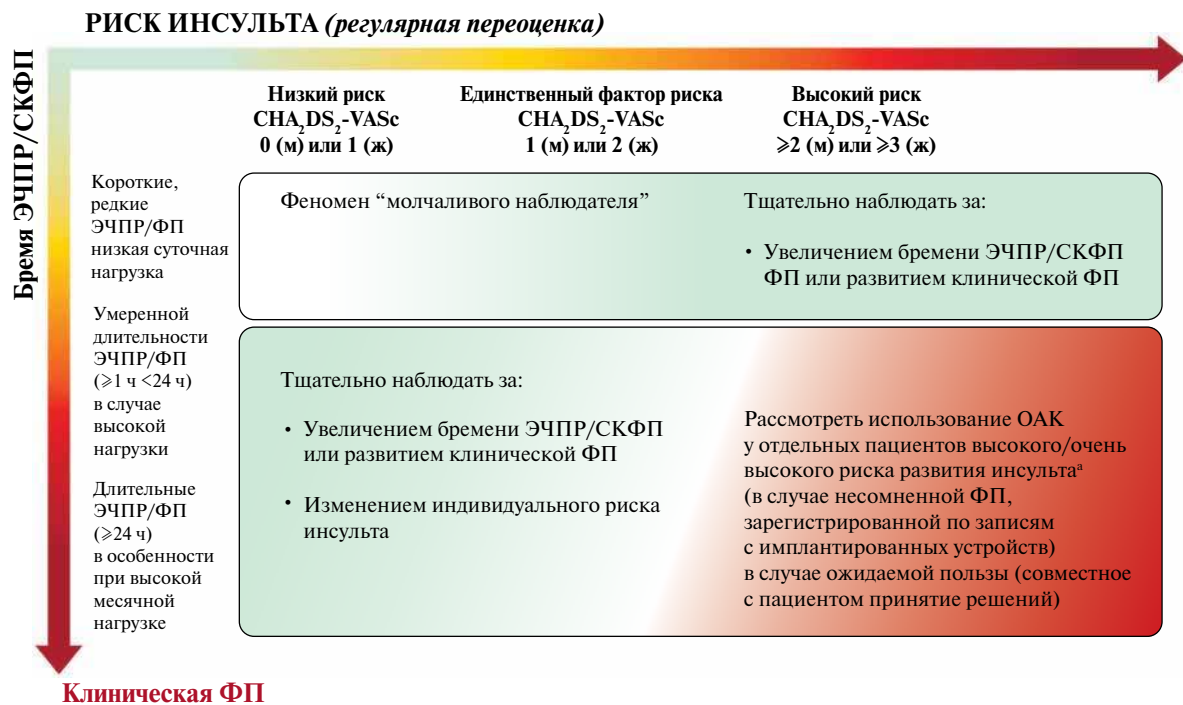 РИСК ИНСУЛЬТА (регулярная переоценка)
Бремя ЭЧПР/СКФП
Низкий риск
CHA₂DS₂-VASc
0 (м) или 1 (ж)
Единственный фактор риска
CHA₂DS₂-VASc
1 (м) или 2 (ж)
Высокий риск
CHA₂DS₂-VASc
⩾2 (м) или ⩾3 (ж)
Короткие,
редкие
ЭЧПР/ФП
низкая суточная
нагрузка
Феномен “молчаливого наблюдателя”
Тщательно наблюдать за:
• Увеличением бремени ЭЧПР/СКФП
ФП или развитием клинической ФП
Умеренной
длительности
ЭЧПР/ФП
(⩾1 ч <24 ч)
в случае
высокой
нагрузки
Длительные
ЭЧПР/ФП
(⩾24 ч)
в особенности
при высокой
месячной
нагрузке
Тщательно наблюдать за:
• Увеличением бремени ЭЧПР/СКФП
или развитием клинической ФП
• Изменением индивидуального риска
инсульта
Рассмотреть использование ОАК
у отдельных пациентов высокого/очень
высокого риска развития инсультаᵃ
(в случае несомненной ФП,
зарегистрированной по записям
с имплантированных устройств)
в случае ожидаемой пользы (совместное
с пациентом принятие решений)
Клиническая ФП